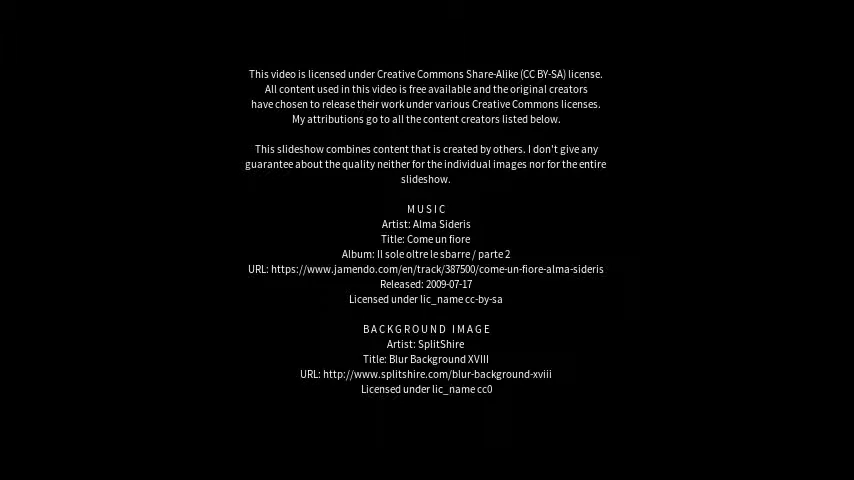 This video is licensed under Creative Commons Share-Alike (CC BY-SA) license.
All content used in this video is free available and the original creators
have chosen to release their work under various Creative Commons licenses.
My attributions go to all the content creators listed below.
This slideshow combines content that is created by others. I don't give any
guarantee about the quality neither for the individual images nor for the entire
slideshow.
M U S I C
Artist: Alma Sideris
Title: Come un fiore
Album: Il sole oltre le sbarre / parte 2
URL: https://www.jamendo.com/en/track/387500/come-un-fiore-alma-sideris
Released: 2009-07-17
Licensed under lic_name cc-by-sa
B A C K G R O U N D   I M A G E
Artist: SplitShire
Title: Blur Background XVIII
URL: http://www.splitshire.com/blur-background-xviii
Licensed under lic_name cc0